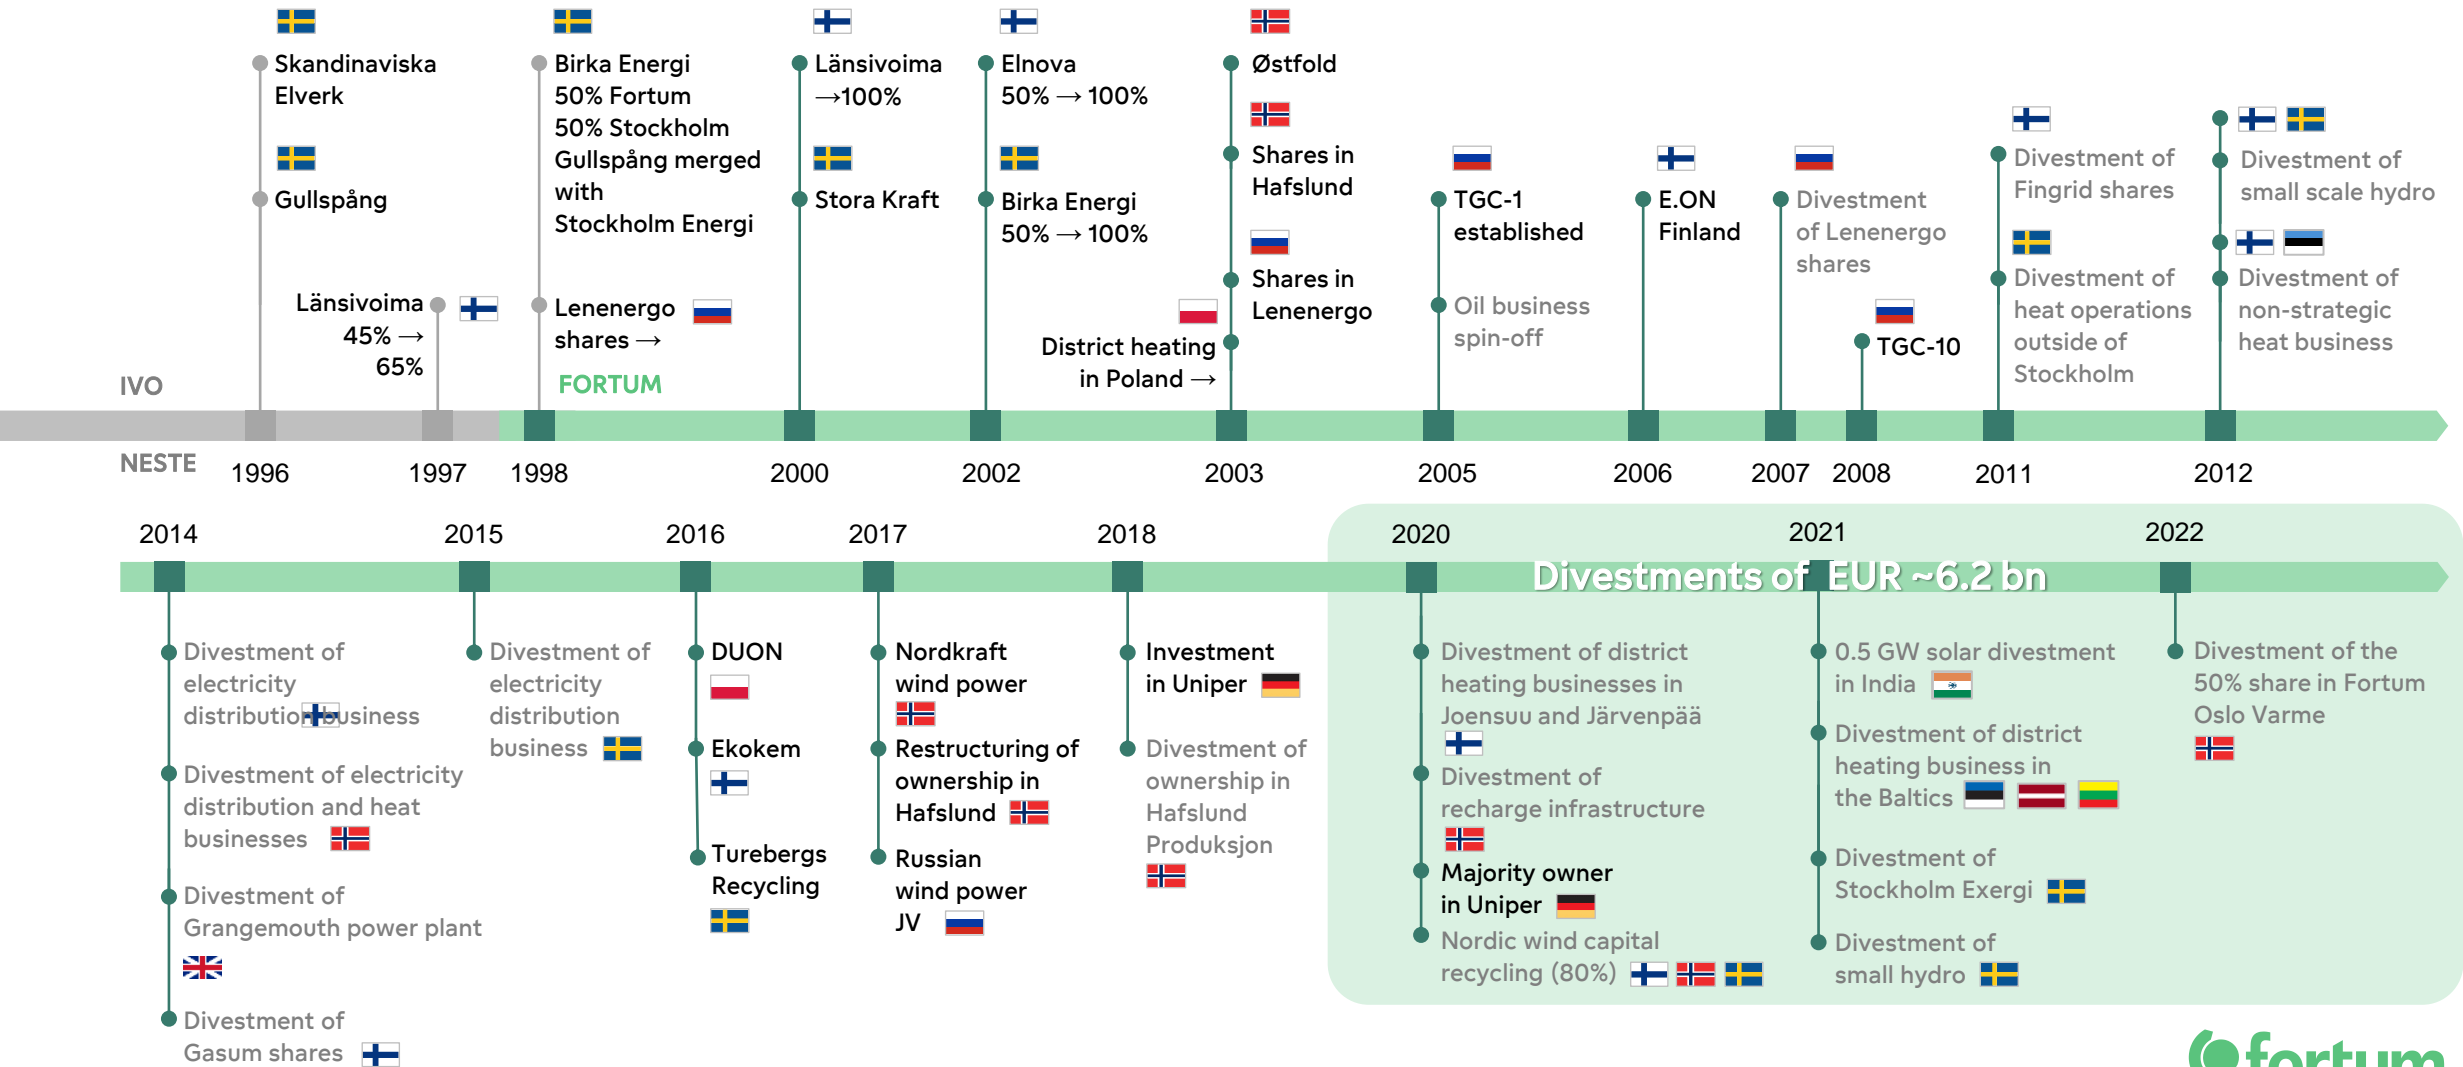 Skandinaviska
Elverk
Gullspång
Länsivoima
45% →
65%
Birka Energi
50% Fortum
50% Stockholm
Gullspång merged
with
Stockholm Energi
Lenenergo
shares →
Länsivoima
→100%
Stora Kraft
Elnova
50% → 100%
Birka Energi
50% → 100%
Østfold
Shares in
Hafslund
Shares in
Lenenergo
District heating
in Poland →
TGC-1
established
Oil business
spin-off
E.ON
Finland
Divestment
of Lenenergo
shares
TGC-10
Divestment of
Fingrid shares
Divestment of
heat operations
outside of
Stockholm
Divestment of
small scale hydro
Divestment of
non-strategic
heat business
IVO
FORTUM
NESTE
1996
1997
1998
2000
2002
2003
2005
2006
2007
2008
2011
2012
2014
2015
2016
2017
2018
2020
2021
2022
Divestments of EUR ~6.2 bn
Divestment of
electricity
distribution business
Divestment of electricity
distribution and heat
businesses
Divestment of
Grangemouth power plant
Divestment of
Gasum shares
Divestment of
electricity
distribution
business
DUON
Ekokem
Turebergs
Recycling
Nordkraft
wind power
Restructuring of
ownership in
Hafslund
Russian
wind power
JV
Investment
in Uniper
Divestment of
ownership in
Hafslund
Produksjon
Divestment of district
heating businesses in
Joensuu and Järvenpää
Divestment of
recharge infrastructure
Majority owner
in Uniper
Nordic wind capital
recycling (80%)
0.5 GW solar divestment
in India
Divestment of district
heating business in
the Baltics
Divestment of
Stockholm Exergi
Divestment of
small hydro
Divestment of the
50% share in Fortum
Oslo Varme
fortum